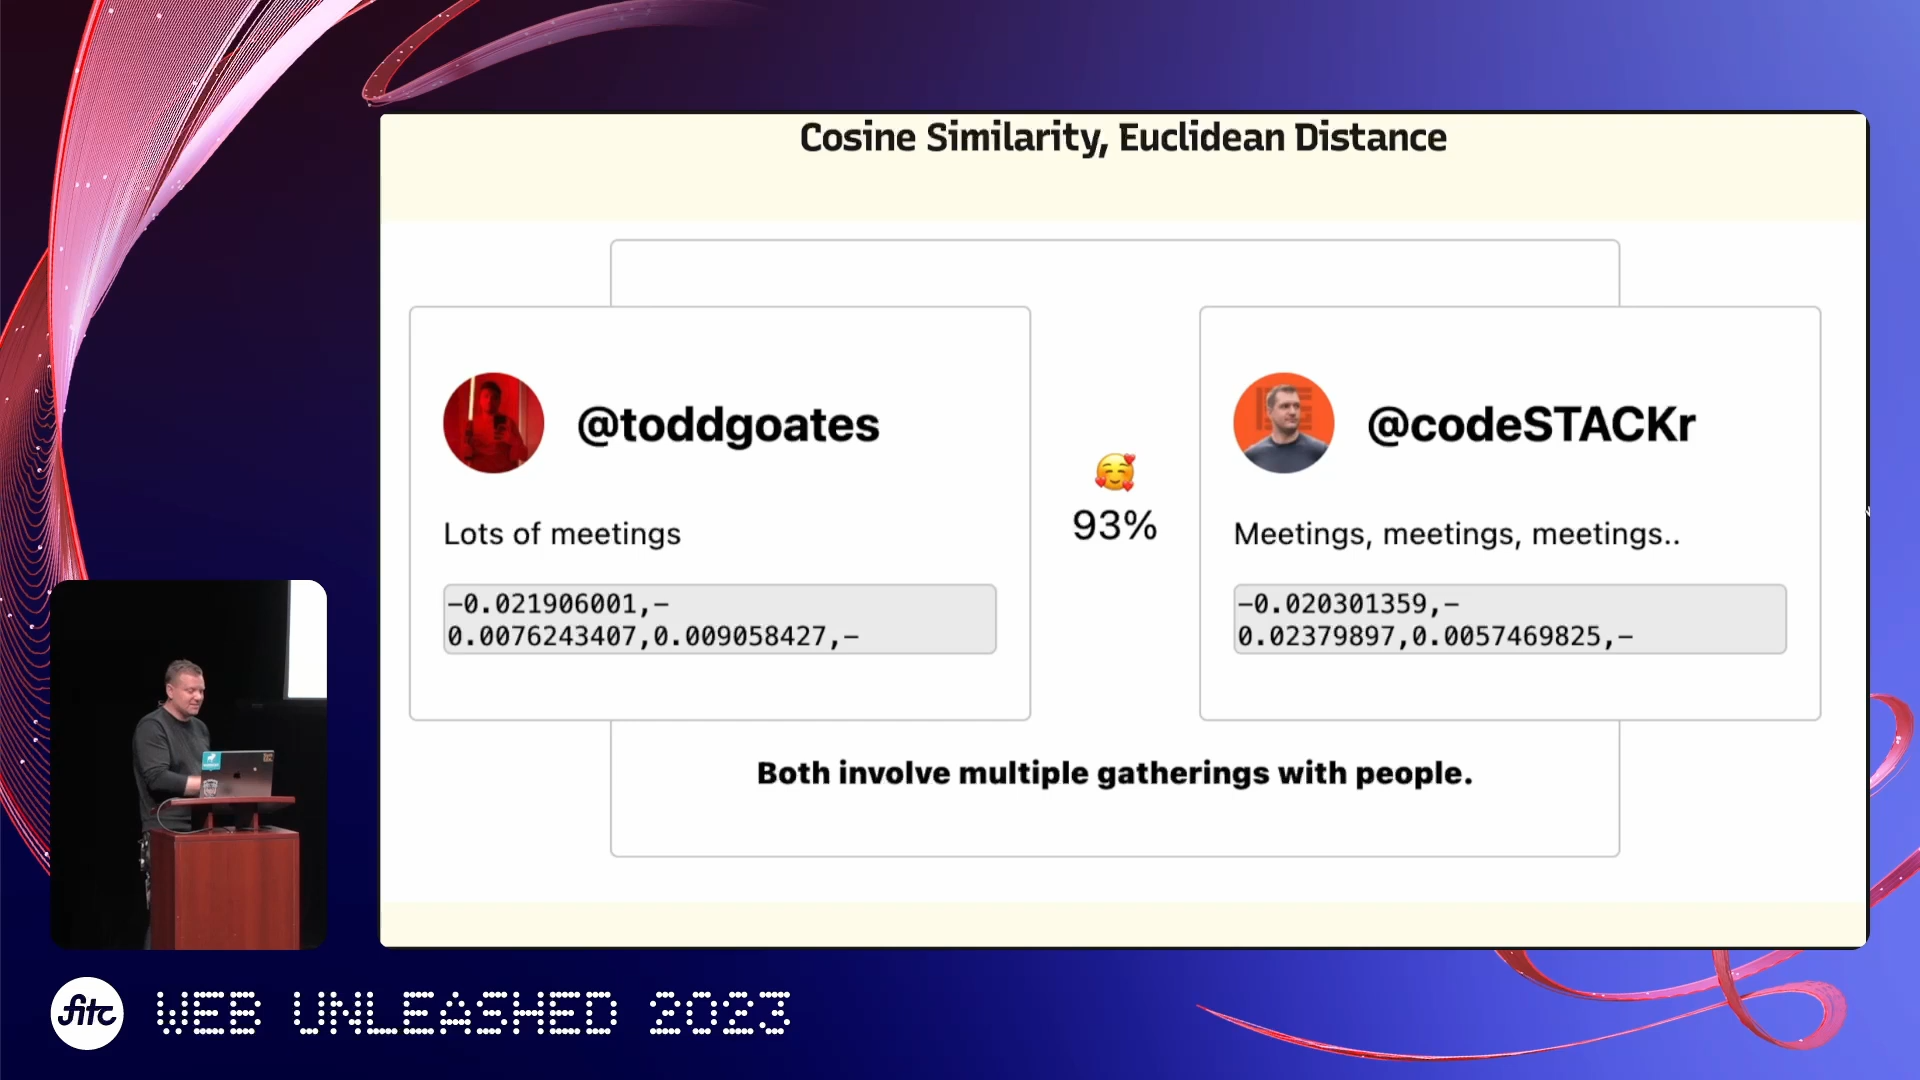 Cosine Similarity, Euclidean Distance
@toddgoates
Lots of meetings
−0.021906001,−
0.0076243407,0.009058427,−
🥰
93%
@codeSTACKr
Meetings, meetings, meetings..
−0.020301359,−
0.02379897,0.0057469825,−
Both involve multiple gatherings with people.
fitc
WEB UNLEASHED 2023